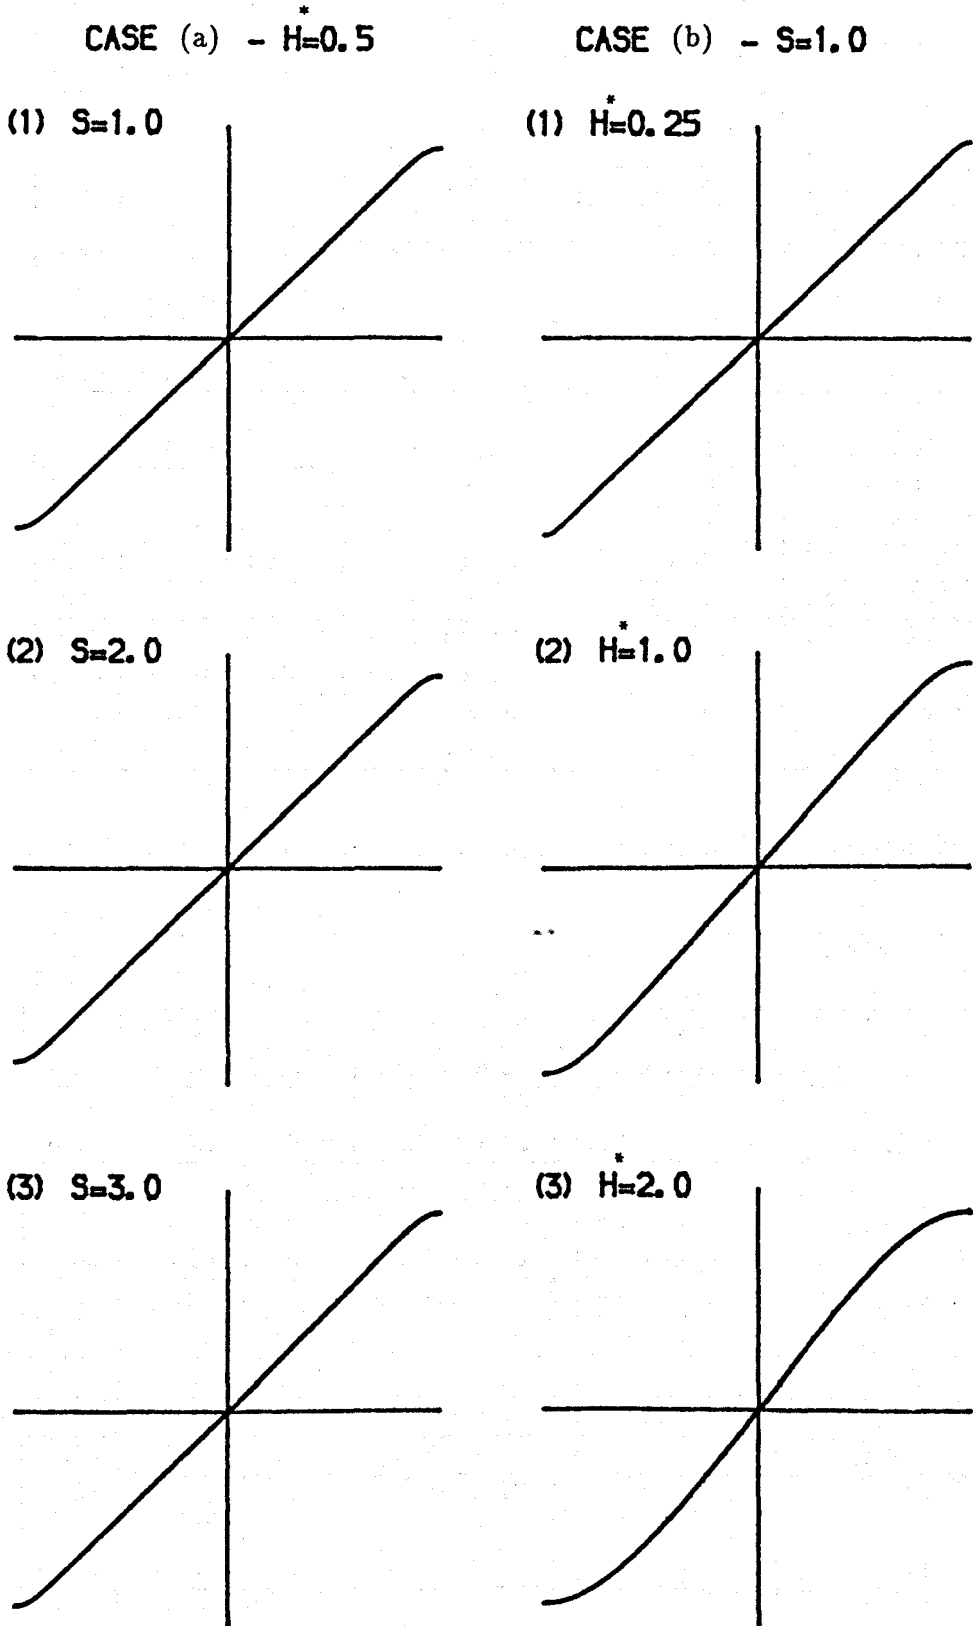 CASE (a) - H*=0.5
CASE (b) - S=1.0
(1) S=1.0
(1) H*=0.25
(2) S=2.0
(2) H*=1.0
(3) S=3.0
(3) H*=2.0